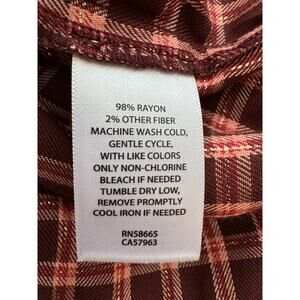 98% RAYON
2% OTHER FIBER
MACHINE WASH COLD,
GENTLE CYCLE,
WITH LIKE COLORS
ONLY NON-CHLORINE
BLEACH IF NEEDED
TUMBLE DRY LOW,
REMOVE PROMPTLY
COOL IRON IF NEEDED
RN58665
CA57963